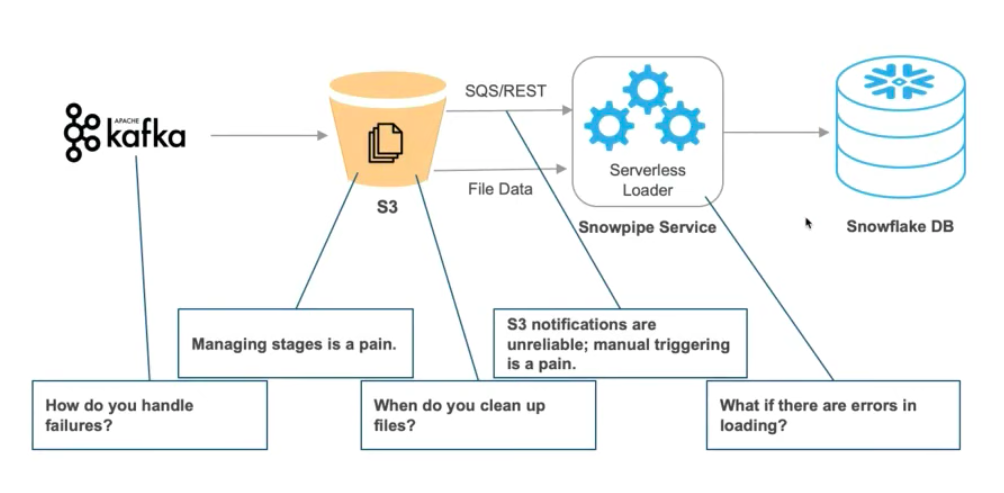 APACHE
kafka
S3
SQS/REST
File Data
Serverless
Loader
Snowpipe Service
Snowflake DB
Managing stages is a pain.
S3 notifications are
unreliable; manual triggering
is a pain.
How do you handle
failures?
When do you clean up
files?
What if there are errors in
loading?